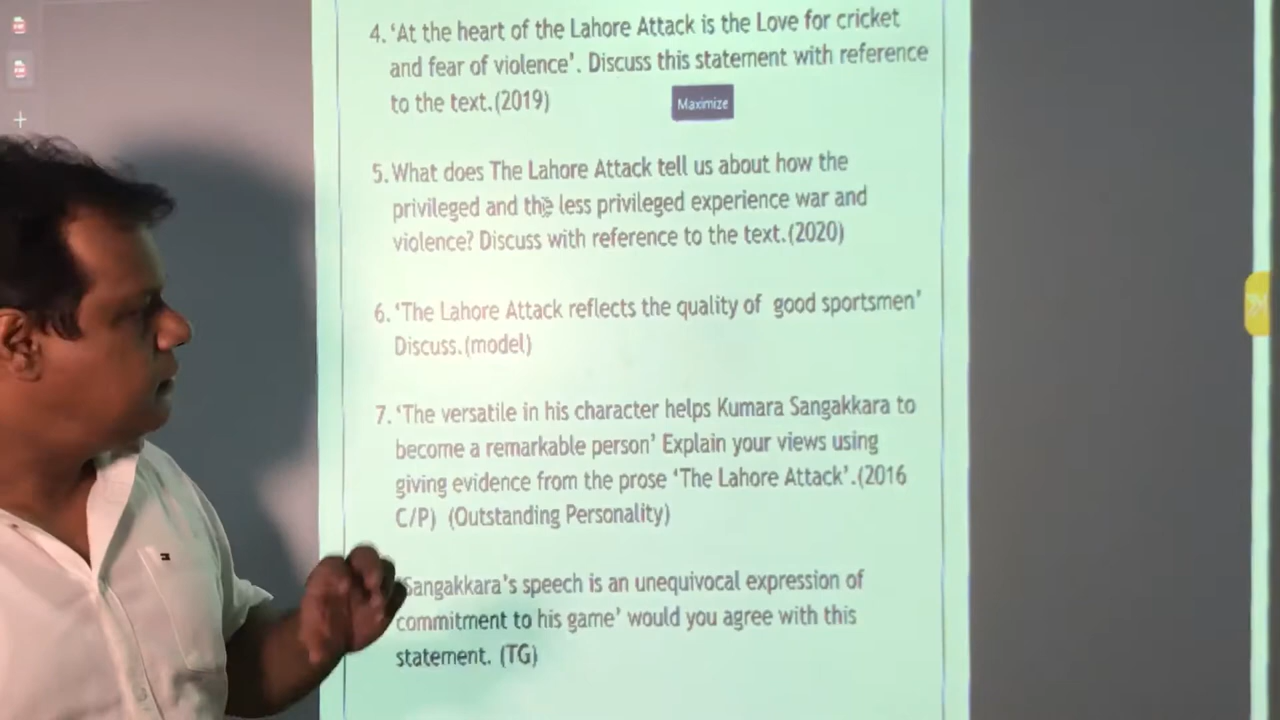 4. ‘At the heart of the Lahore Attack is the Love for cricket
and fear of violence’. Discuss this statement with reference
to the text.(2019)
Maximize
5. What does The Lahore Attack tell us about how the
privileged and the less privileged experience war and
violence? Discuss with reference to the text.(2020)
6. ‘The Lahore Attack reflects the quality of good sportsmen’
Discuss.(model)
7. ‘The versatile in his character helps Kumara Sangakkara to
become a remarkable person’ Explain your views using
giving evidence from the prose ‘The Lahore Attack’.(2016
C/P) (Outstanding Personality)
‘Sangakkara’s speech is an unequivocal expression of
commitment to his game’ would you agree with this
statement. (TG)